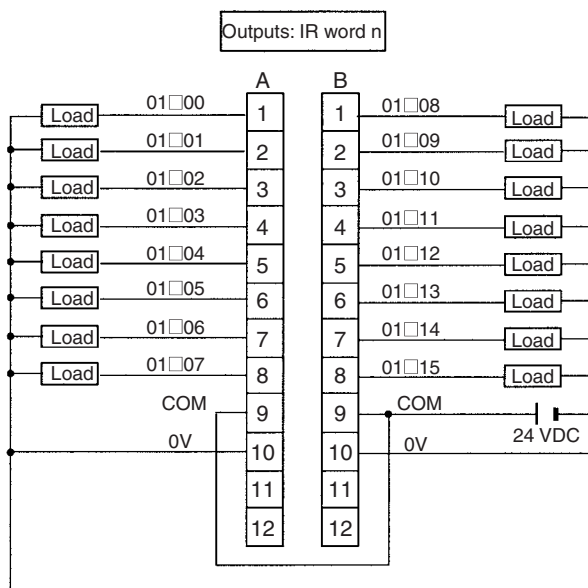 Outputs: IR word n
A B
Load 01□00 1 1 01□08 Load
Load 01□01 2 2 01□09 Load
Load 01□02 3 3 01□10 Load
Load 01□03 4 4 01□11 Load
Load 01□04 5 5 01□12 Load
Load 01□05 6 6 01□13 Load
Load 01□06 7 7 01□14 Load
Load 01□07 8 8 01□15 Load
COM 9 9 COM
24 VDC
0V 10 10 0V
11 11
12 12